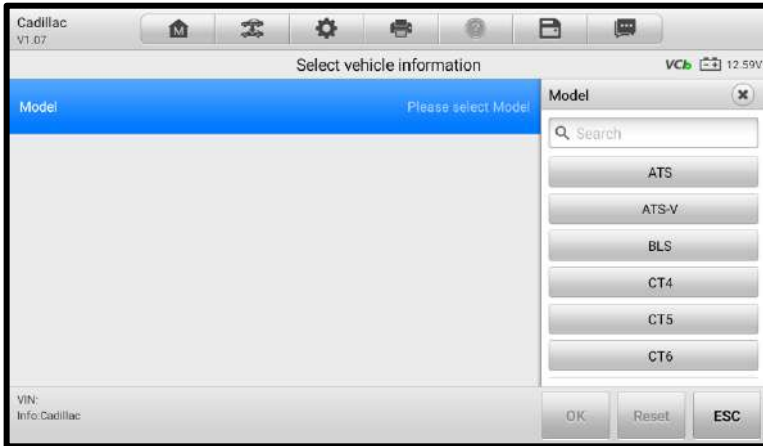 Cadillac
V1.07
M
?
Select vehicle information
VCb 12.59V
Model Please select Model
Model
Search
ATS
ATS-V
BLS
CT4
CT5
CT6
VIN:
Info:Cadillac
OK Reset ESC